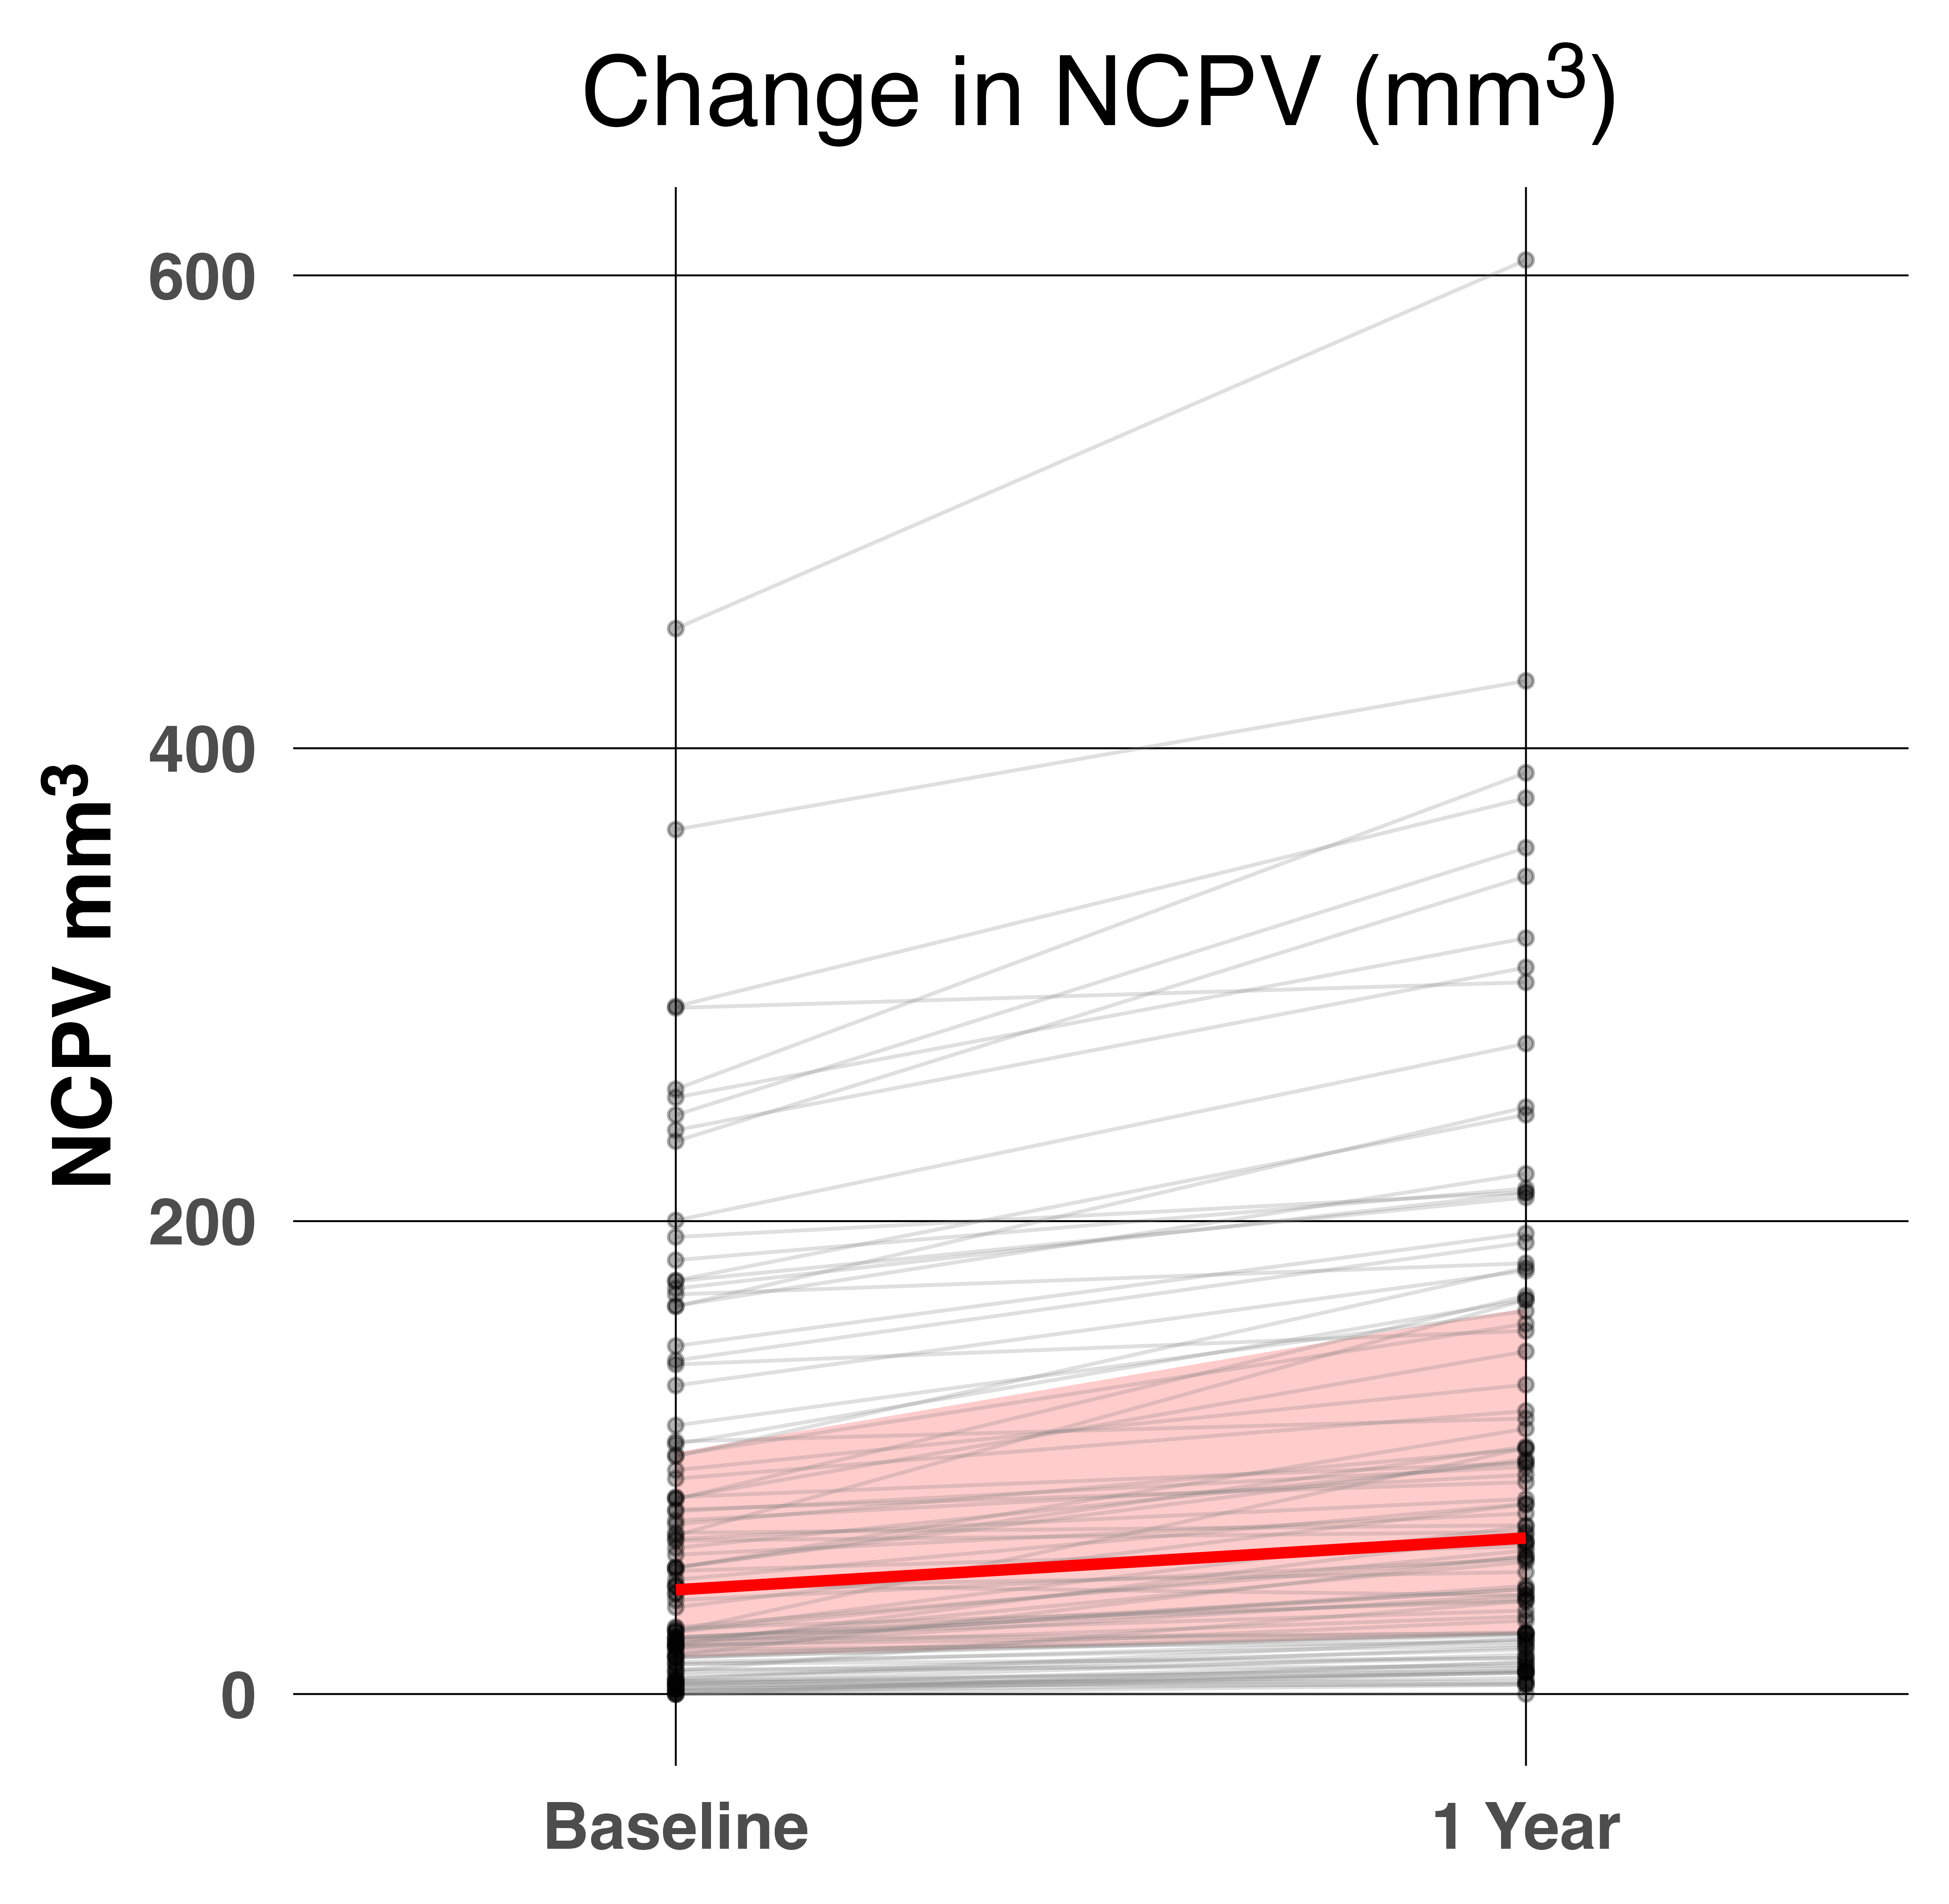 Change in NCPV (mm³)
NCPV mm³
600
400
200
0
Baseline
1 Year